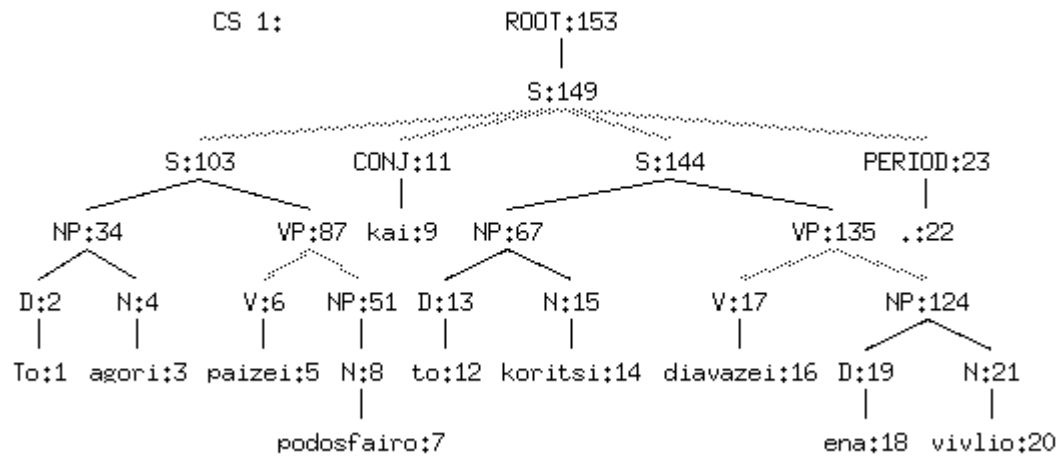 CS 1: ROOT:153
S:149
S:103 CONJ:11 S:144 PERIOD:23
NP:34 VP:87 kai:9 NP:67 VP:135 .:22
D:2 N:4 V:6 NP:51 D:13 N:15 V:17 NP:124
To:1 agori:3 paizei:5 N:8 to:12 koritsi:14 diavazei:16 D:19 N:21
podosfairo:7 ena:18 vivlio:20